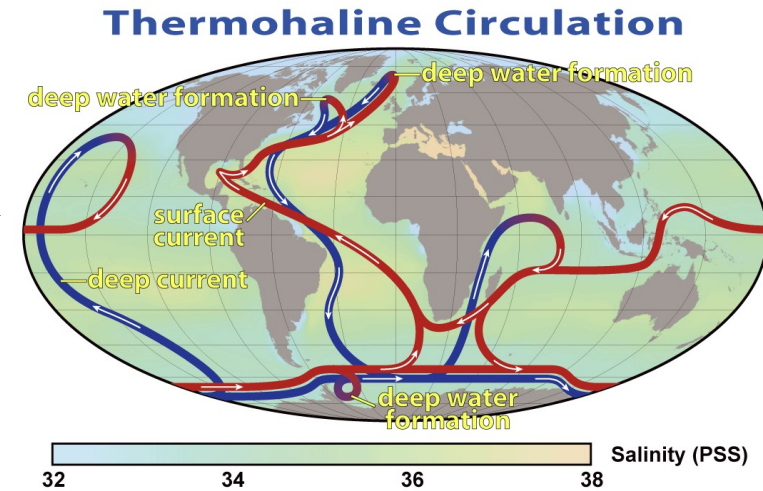 Thermohaline Circulation
deep water formation
deep water formation
surface
current
deep current
deep water
formation
Salinity (PSS)
32 34 36 38